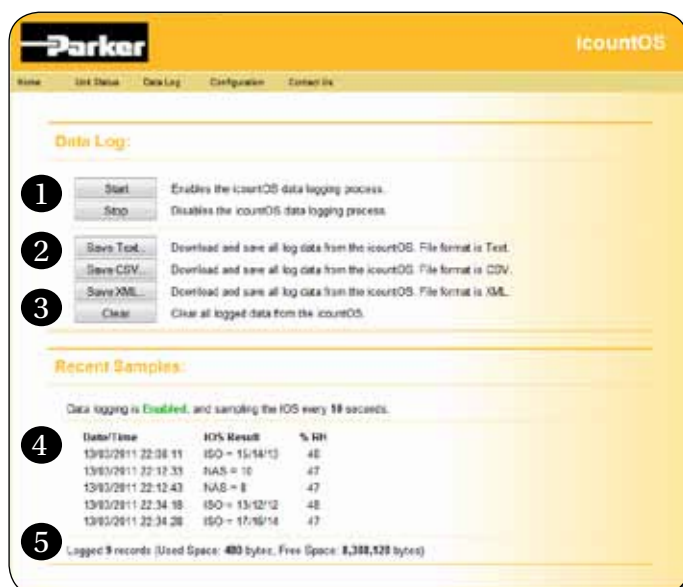 Parker
IcountOS
Home Unit Status Data Log Configuration Contact Us
Data Log:
1
Start Enables the icountOS data logging process.
Stop Disables the icountOS data logging process.
2
Save Text... Download and save all log data from the icountOS. File format is Text.
Save CSV... Download and save all log data from the icountOS. File format is CSV.
Save XML... Download and save all log data from the icountOS. File format is XML.
3
Clear Clear all logged data from the icountOS.
Recent Samples:
Data logging is Enabled, and sampling the IOS every 10 seconds.
4
Date/Time IOS Result % RH
13/03/2011 ISO = 15/14/13 48
13/03/2011 22:12:33 NAS = 10 47
13/03/2011 22:12:43 NAS = 8 47
13/03/2011 22:34:18 ISO = 13/12/12 48
13/03/2011 22:34:28 ISO = 17/16/14 47
5
Logged 9 records (Used Space: 480 bytes, Free Space: bytes)